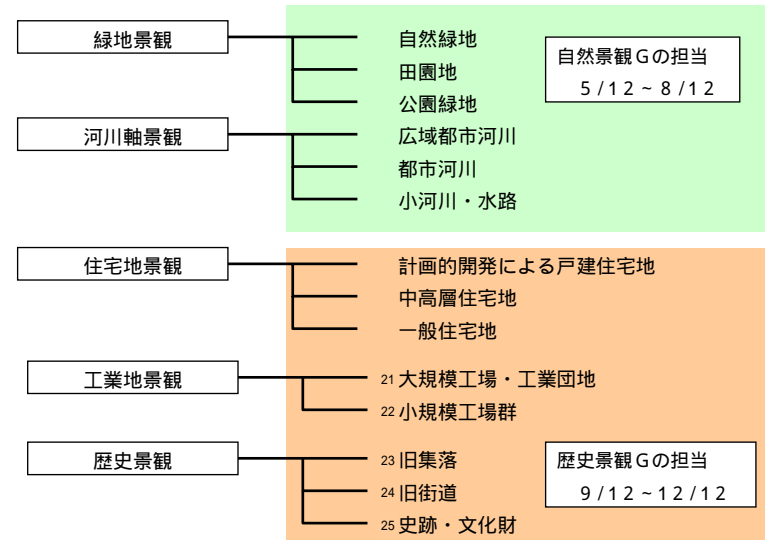 緑地景観
自然緑地
田園地
公園緑地
自然景観Gの担当
5/12~8/12
河川軸景観
広域都市河川
都市河川
小河川・水路
住宅地景観
計画的開発による戸建住宅地
中高層住宅地
一般住宅地
工業地景観
21 大規模工場・工業団地
22 小規模工場群
歴史景観
23 旧集落
24 旧街道
25 史跡・文化財
歴史景観Gの担当
9/12~12/12